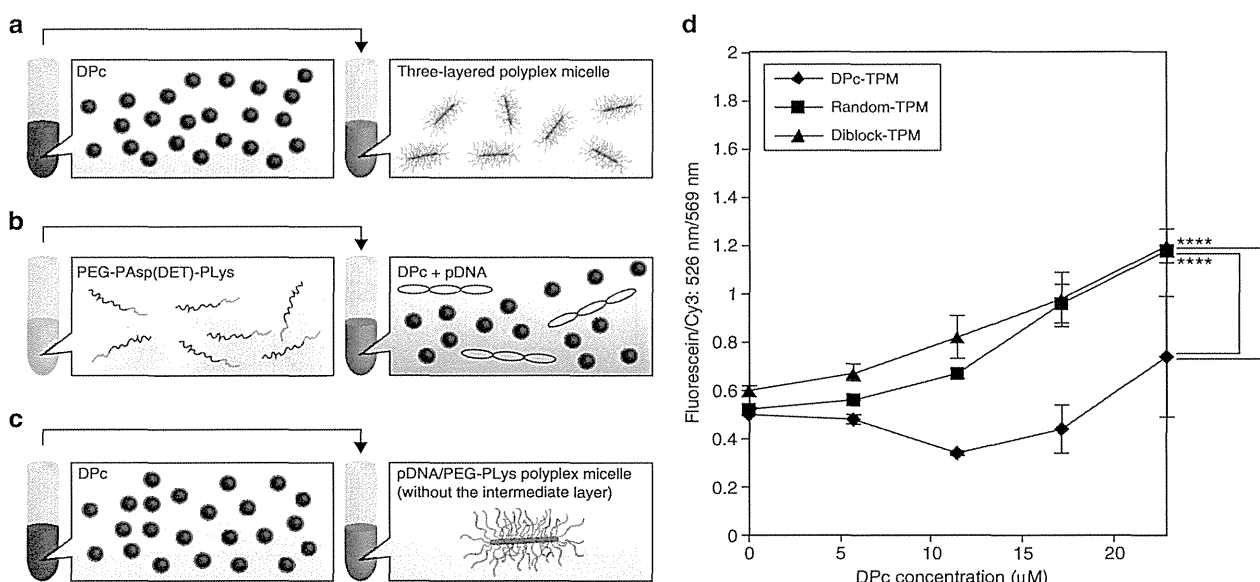 a
DPc
Three-layered polyplex micelle
b
PEG-PAsp(DET)-PLys
DPc + pDNA
c
DPc
pDNA/PEG-PLys polyplex micelle
(without the intermediate layer)
d
Fluorescein/Cy3: 526 nm/569 nm
2
1.8
1.6
1.4
1.2
1
0.8
0.6
0.4
0.2
0
DPc-TPM
Random-TPM
Diblock-TPM
****
****
0
5
10
15
20
DPc concentration (uM)